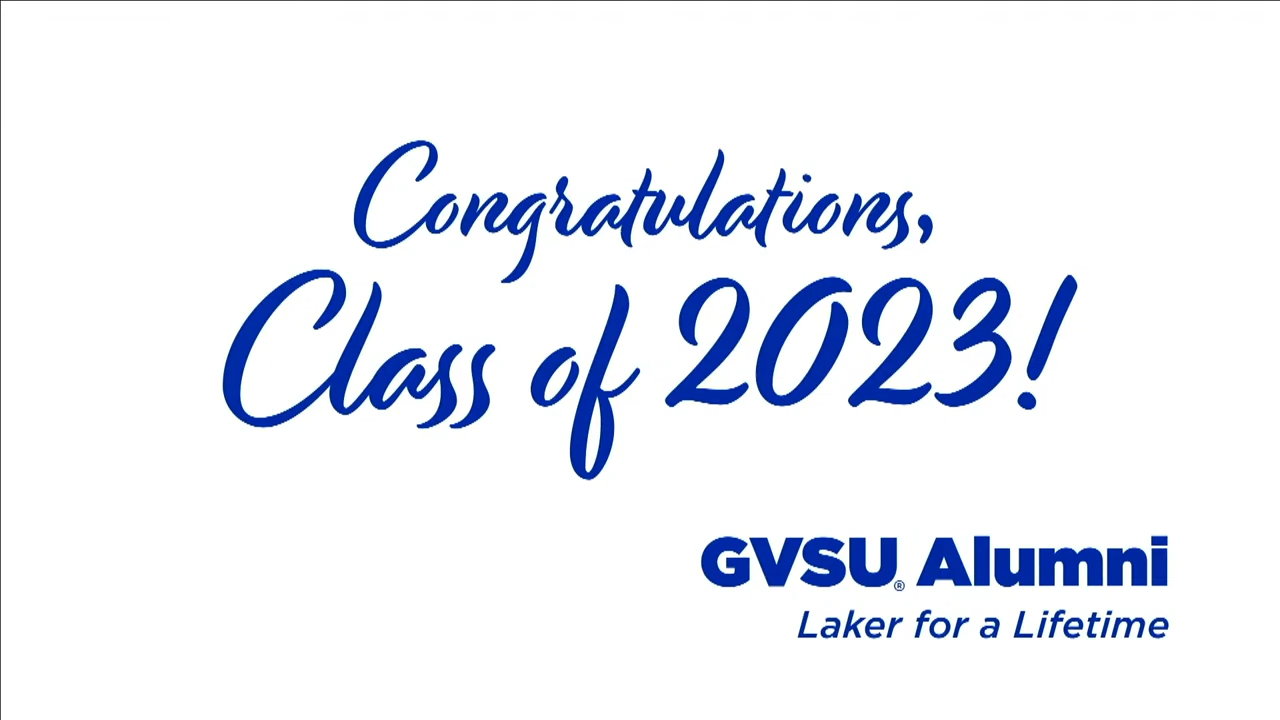 Congratulations,
Class of 2023!
GVSU® Alumni
Laker for a Lifetime